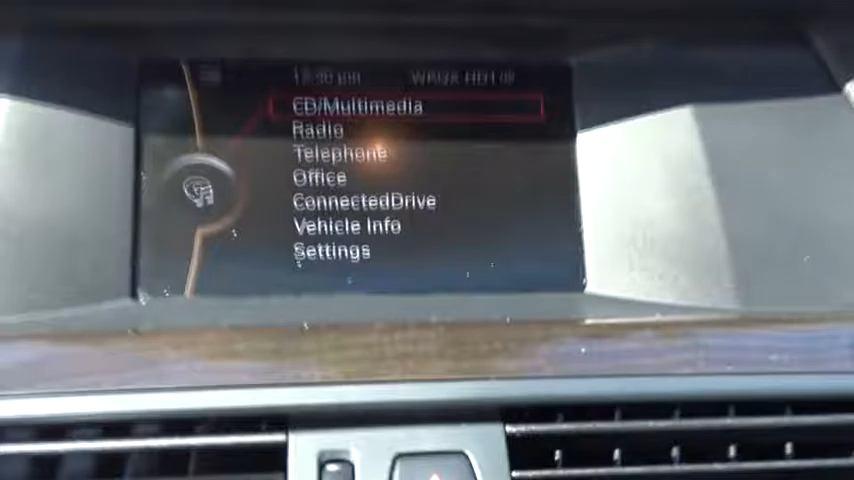 CD/Multimedia
Radio
Telephone
Office
ConnectedDrive
Vehicle Info
Settings